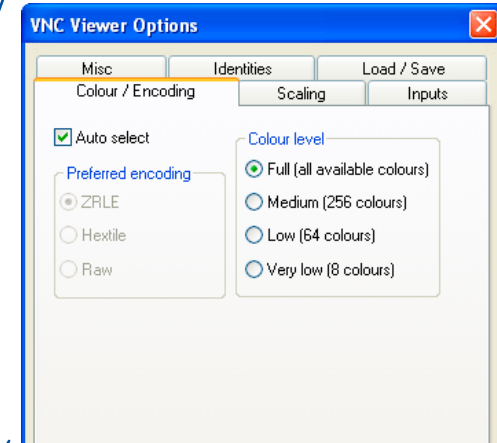 VNC Viewer Options
Misc Identities Load / Save
Colour / Encoding Scaling Inputs
Auto select
Preferred encoding
ZRLE
Hextile
Raw
Colour level
Full (all available colours)
Medium (256 colours)
Low (64 colours)
Very low (8 colours)